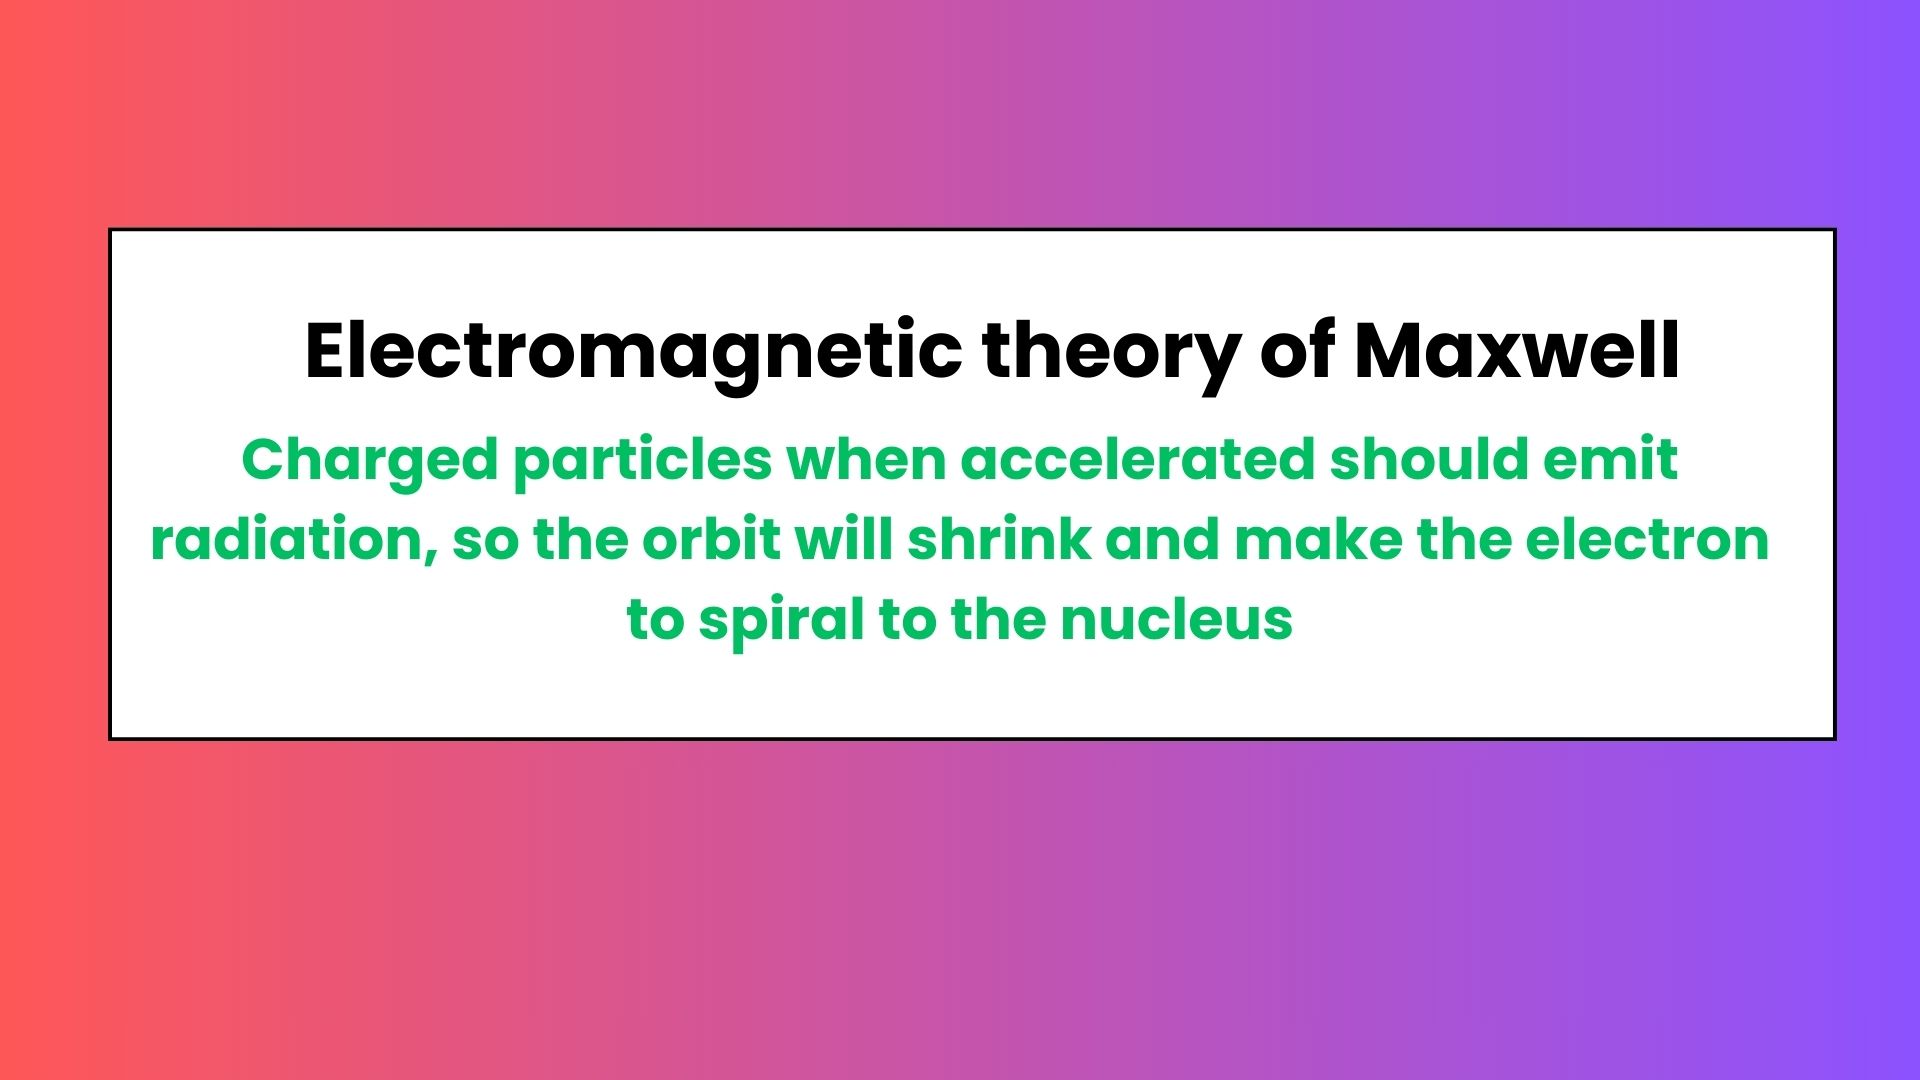 Electromagnetic theory of Maxwell
Charged particles when accelerated should emit
radiation, so the orbit will shrink and make the electron
to spiral to the nucleus